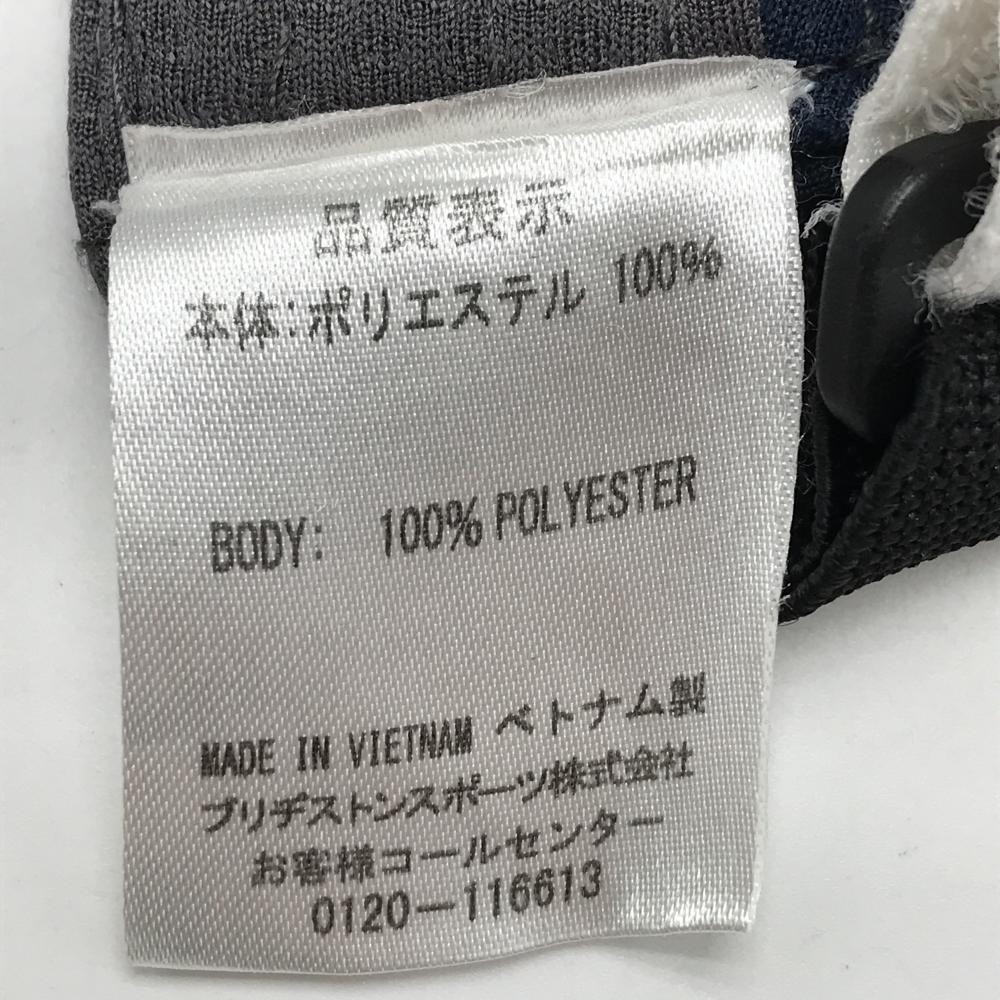 品質表示
本体:ポリエステル 100%
BODY: 100% POLYESTER
MADE IN VIETNAM ベトナム製
ブリヂストンスポーツ株式会社
お客様コールセンター
0120-116613